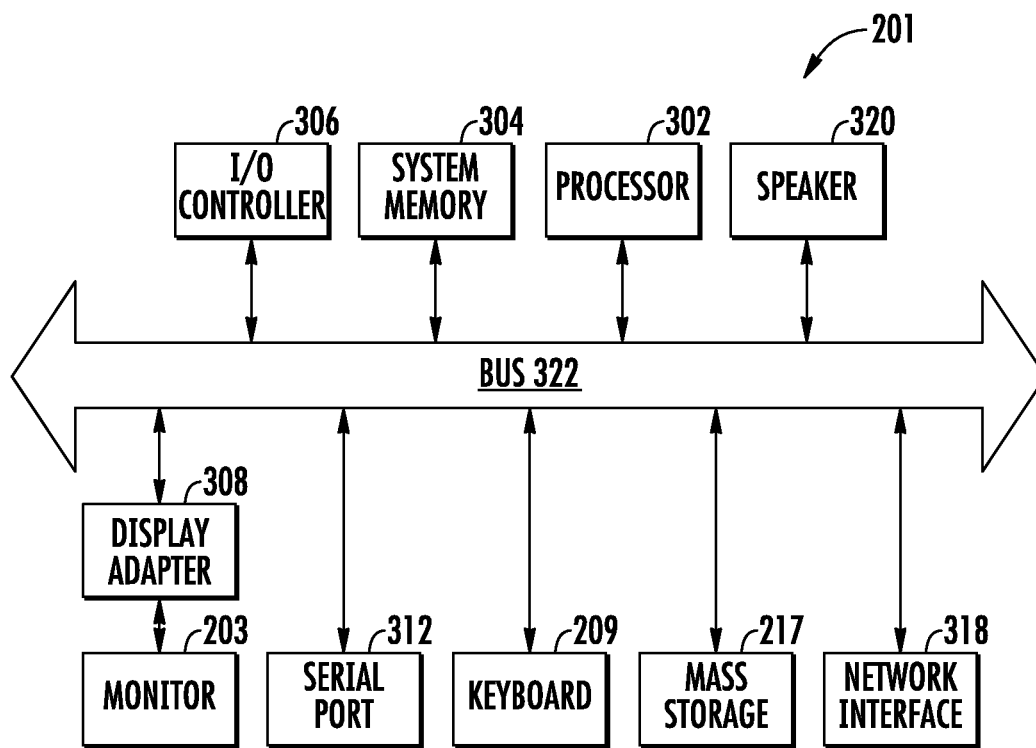 201
306
304
302
320
I/O
CONTROLLER
SYSTEM
MEMORY
PROCESSOR
SPEAKER
BUS 322
308
DISPLAY
ADAPTER
203
312
209
217
318
MONITOR
SERIAL
PORT
KEYBOARD
MASS
STORAGE
NETWORK
INTERFACE